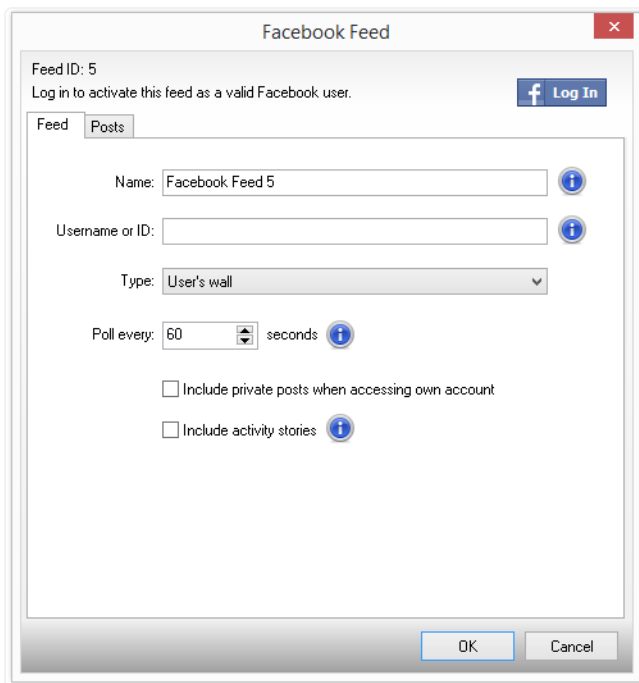 Facebook Feed
Feed ID: 5
Log in to activate this feed as a valid Facebook user.
f Log In
Feed Posts
Name: Facebook Feed 5
Username or ID:
Type: User's wall
Poll every: 60 seconds
Include private posts when accessing own account
Include activity stories
OK Cancel